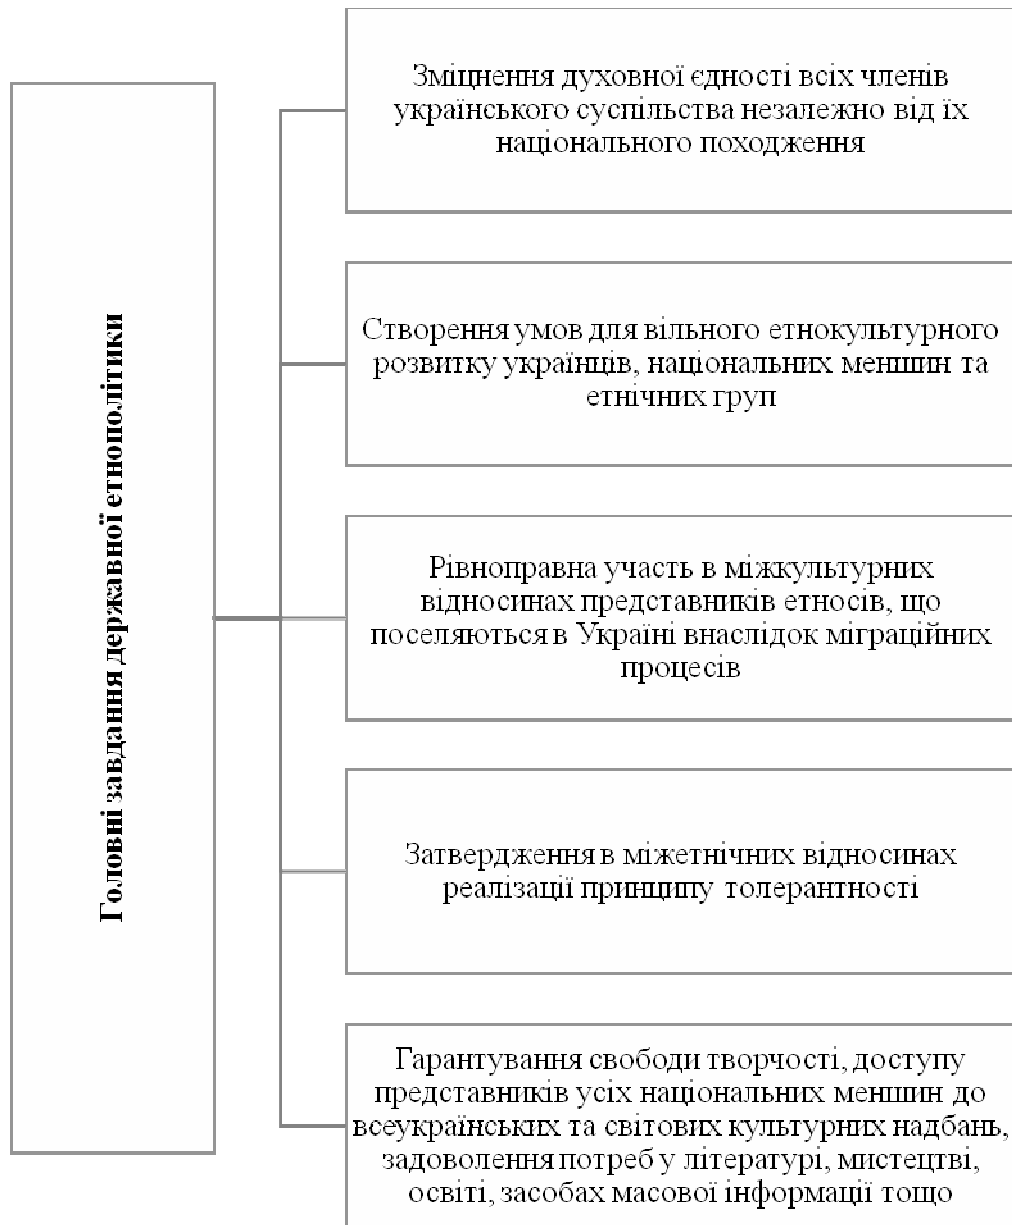 Головні завдання державної етнополітики
Зміцнення духовної єдності всіх членів
українського суспільства незалежно від їх
національного походження
Створення умов для вільного етнокультурного
розвитку українців, національних меншин та
етнічних груп
Рівноправна участь в міжкультурних
відносинах представників етносів, що
поселяються в Україні внаслідок міграційних
процесів
Затвердження в міжетнічних відносинах
реалізації принципу толерантності
Гарантування свободи творчості, доступу
представників усіх національних меншин до
всеукраїнських та світових культурних надбань,
задоволення потреб у літературі, мистецтві,
освіті, засобах масової інформації тощо